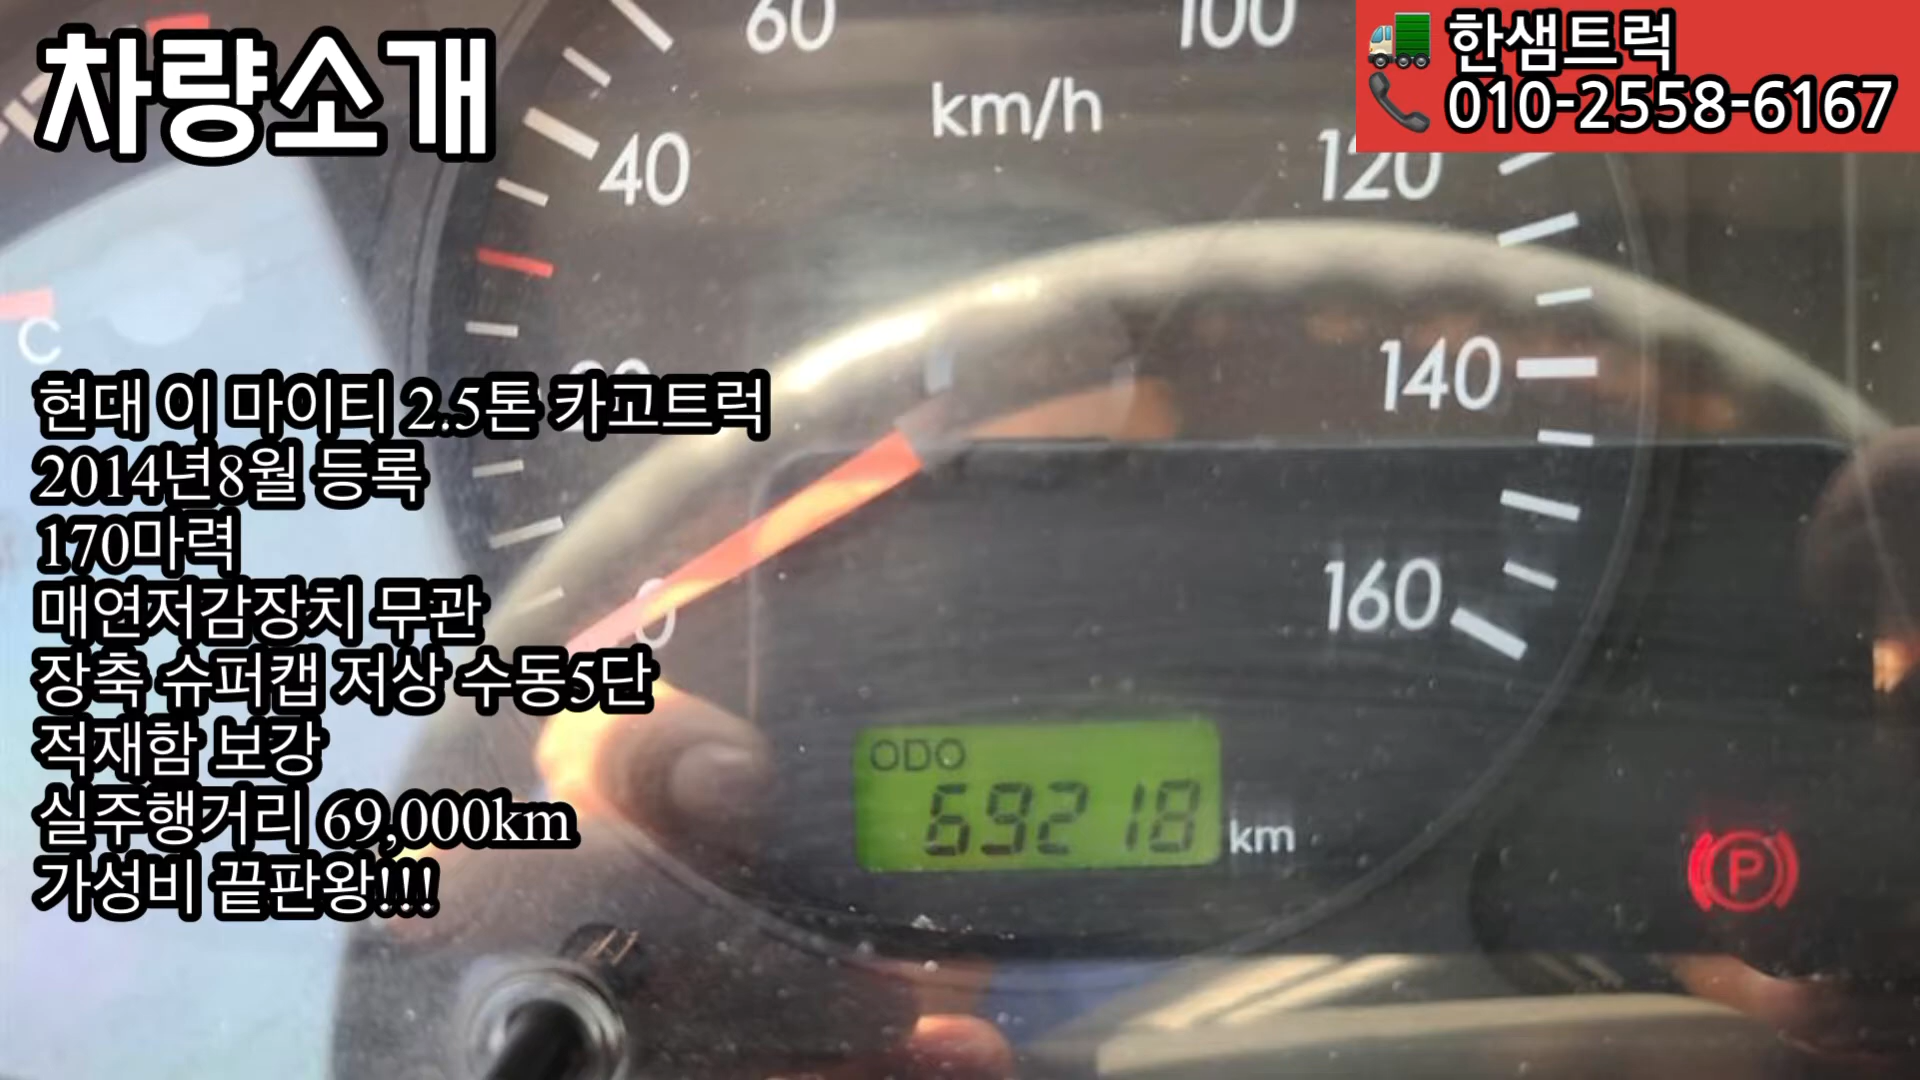 차량소개
한샘트럭
010-2558-6167
60
100
km/h
40
120
C
140
현대 이 마이티 2.5톤 카고트럭
2014년8월 등록
170마력
매연저감장치 무관
160
0
장축 슈퍼캡 저상 수동5단
적재함 보강
ODO
실주행거리 69,000km
69218 km
P
가성비 끝판왕!!!